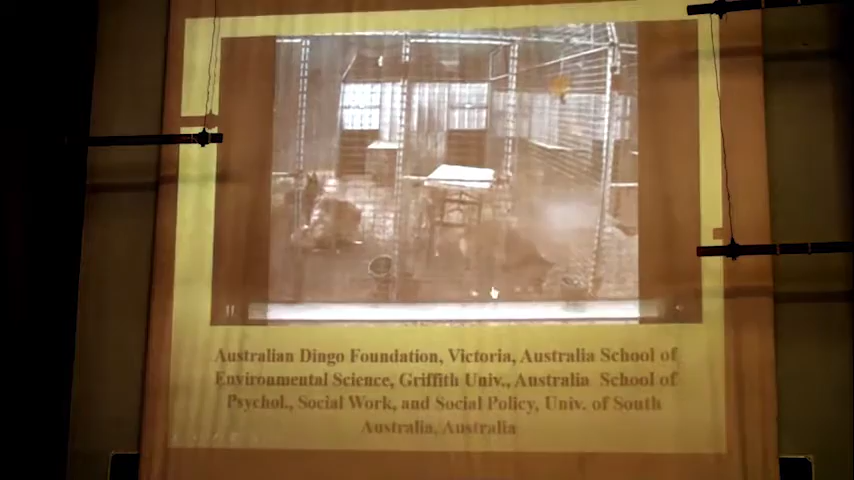 Australian Dingo Foundation, Victoria, Australia School of
Environmental Science, Griffith Univ., Australia School of
Psychol., Social Work, and Social Policy, Univ. of South
Australia, Australia